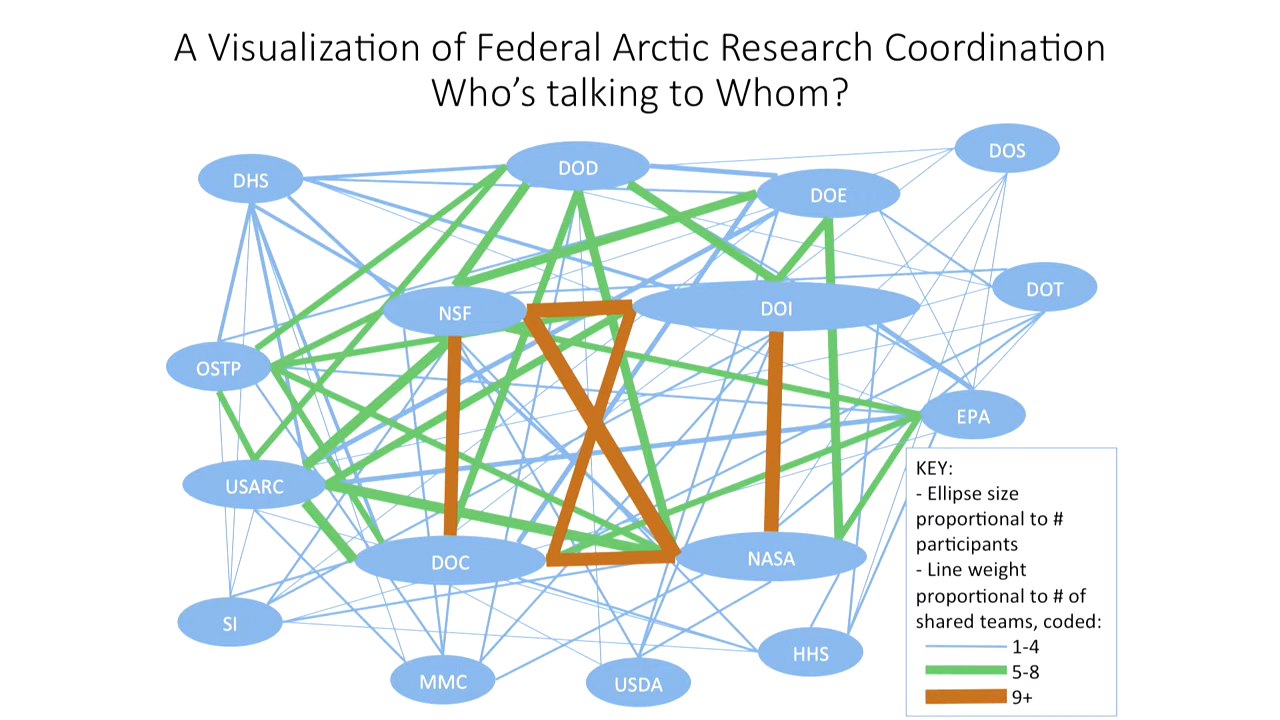 A Visualization of Federal Arctic Research Coordination
Who's talking to Whom?
DOS
DOD
DHS
DOE
DOT
NSF
DOI
OSTP
EPA
USARC
DOC
NASA
SI
HHS
MMC
USDA
KEY:
- Ellipse size
proportional to #
participants
- Line weight
proportional to # of
shared teams, coded:
1-4
5-8
9+